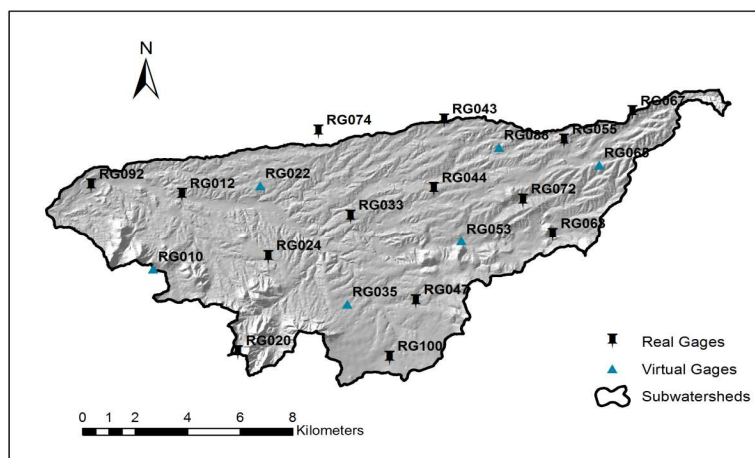 N
RG067
RG043
RG074
RG055
RG088
RG068
RG092
RG012
RG022
RG044
RG072
RG033
RG053
RG063
RG024
RG010
RG035
RG047
RG020
RG100
Real Gages
Virtual Gages
Subwatersheds
0 1 2 4 6 8
Kilometers